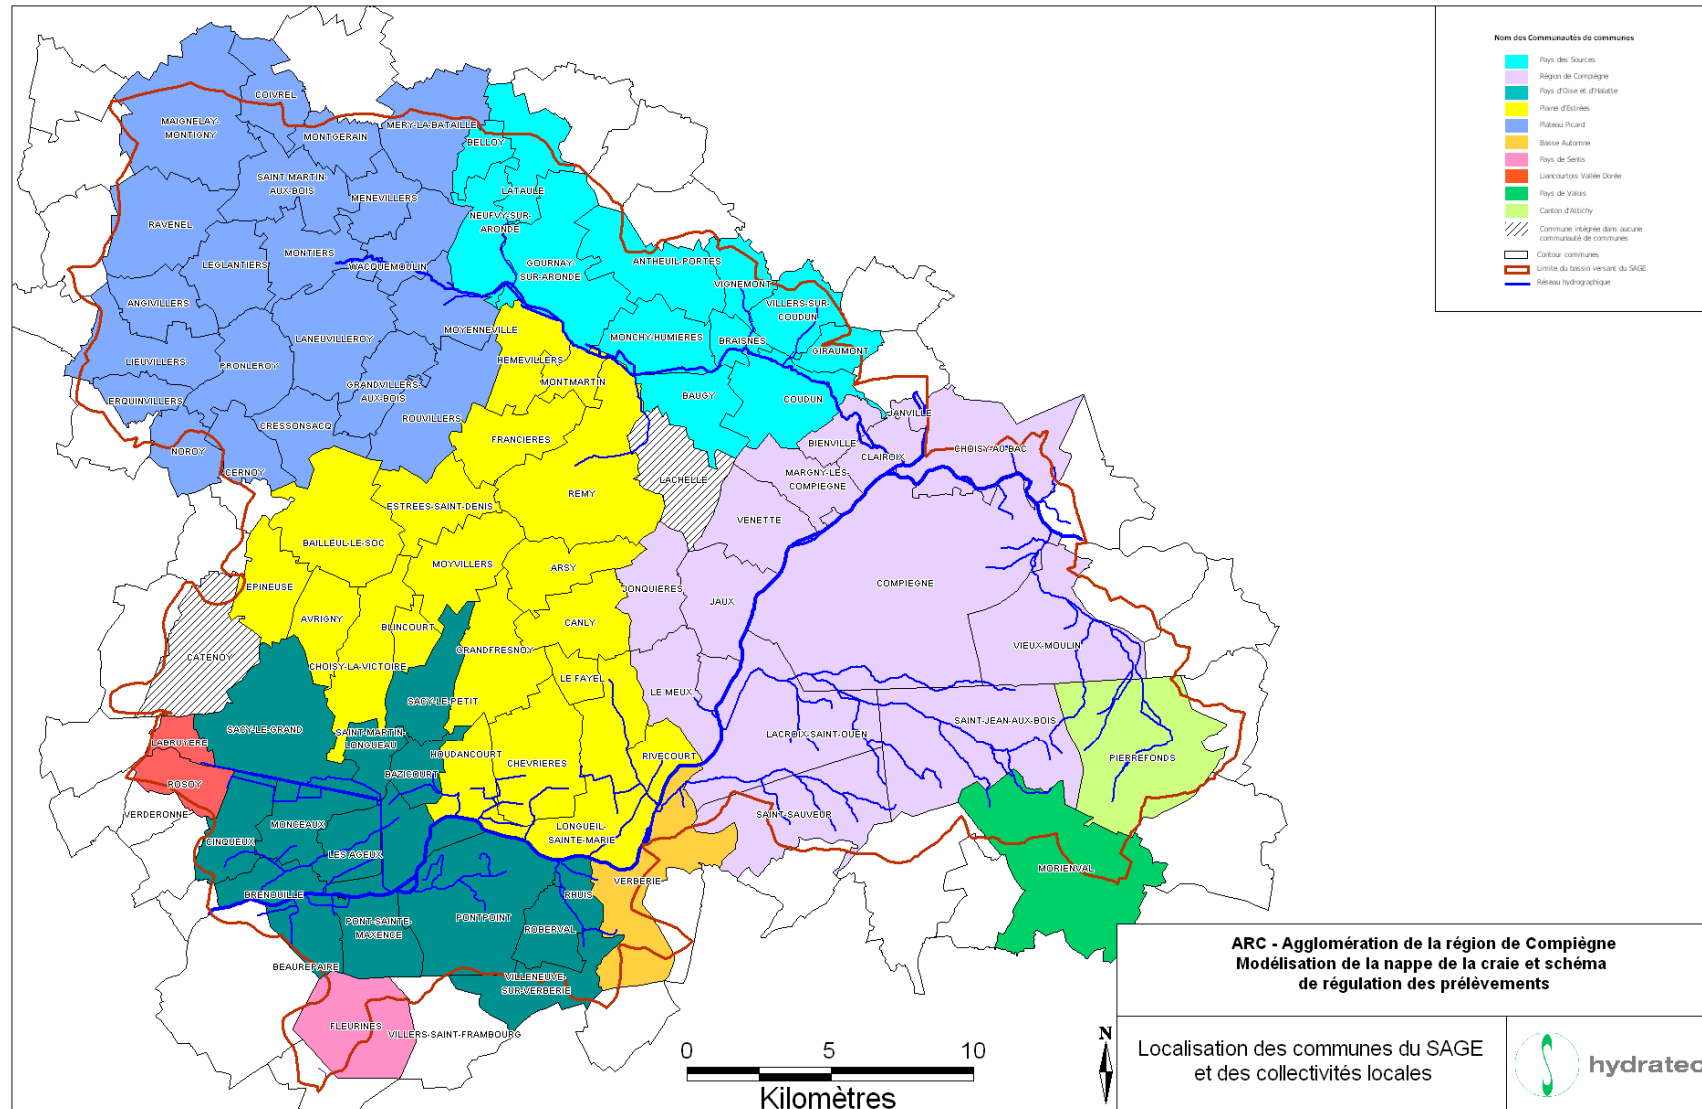 Nom des Communautés de communes
Pays des Sources
Région de Compiègne
Pays d'Oise et d'Halatte
Plaine d'Estrées
Plateau Picard
Basse Automne
Pays de Senlis
Liancourtois Vallée Dorée
Pays de Valois
Canton d'Attichy
Commune intégrée dans aucune
communauté de communes
Contour communes
Limite du bassin versant du SAGE
Réseau hydrographique
COIVREL
MAIGNELAY-
MONTIGNY
MONTGERAIN
MERY-LA-BATAILLE
BELLOY
SAINT-MARTIN-
AUX-BOIS
MENEVILLERS
LATAULE
NEUFVY-SUR-
ARONDE
RAVENEL
MONTIERS
LEGLANTIERS
WACQUEMOULIN
GOURNAY-
SUR-ARONDE
ANTHEUIL-PORTES
VIGNEMONT
VILLERS-SUR-
COUDUN
ANGIVILLERS
LANEUVILLEROY
MOYENNEVILLE
MONCHY-HUMIERES
BRAISNES
GIRAUMONT
LIEUVILLERS
PRONLEROY
HEMEVILLERS
MONTMARTIN
GRANDVILLERS-
AUX-BOIS
ERQUINVILLERS
ROUVILLERS
BAUGY
COUDUN
CRESSONSACQ
JANVILLE
NOROY
CERNOY
FRANCIERES
BIENVILLE
CLAIROIX
CHOISY-AU-BAC
LACHELLE
MARGNY-LES-
COMPIEGNE
REMY
ESTREES-SAINT-DENIS
VENETTE
BAILLEUL-LE-SOC
MOYVILLERS
ARSY
EPINEUSE
JONQUIERES
JAUX
COMPIEGNE
AVRIGNY
BLINCOURT
CANLY
GRANDFRESNOY
VIEUX-MOULIN
CATENOY
CHOISY-LA-VICTOIRE
LE FAYEL
LE MEUX
SACY-LE-PETIT
SACY-LE-GRAND
SAINT-MARTIN-
LONGUEAU
SAINT-JEAN-AUX-BOIS
LACROIX-SAINT-OUEN
LABRUYERE
HOUDANCOURT
CHEVRIERES
RIVECOURT
PIERREFONDS
BAZICOURT
ROSOY
VERDERONNE
MONCEAUX
SAINT-SAUVEUR
LONGUEIL-
SAINTE-MARIE
CINQUEUX
LES AGEUX
MORIENVAL
VERBERIE
BRENOUILLE
RHUIS
PONT-SAINTE-
MAXENCE
PONTPOINT
ROBERVAL
BEAUREPAIRE
VILLENEUVE-
SUR-VERBERIE
FLEURINES
VILLERS-SAINT-FRAMBOURG
0 5 10
Kilomètres
N
ARC - Agglomération de la région de Compiègne
Modélisation de la nappe de la craie et schéma
de régulation des prélèvements
Localisation des communes du SAGE
et des collectivités locales
hydratec